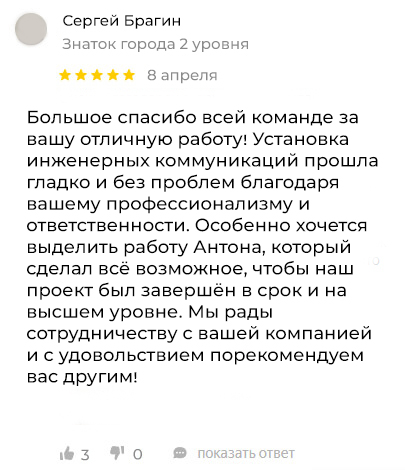 Сергей Брагин
Знаток города 2 уровня
8 апреля
Большое спасибо всей команде за
вашу отличную работу! Установка
инженерных коммуникаций прошла
гладко и без проблем благодаря
вашему профессионализму и
ответственности. Особенно хочется
выделить работу Антона, который
сделал всё возможное, чтобы наш
проект был завершён в срок и на
высшем уровне. Мы рады
сотрудничеству с вашей компанией
и с удовольствием порекомендуем
вас другим!
3 0 показать ответ